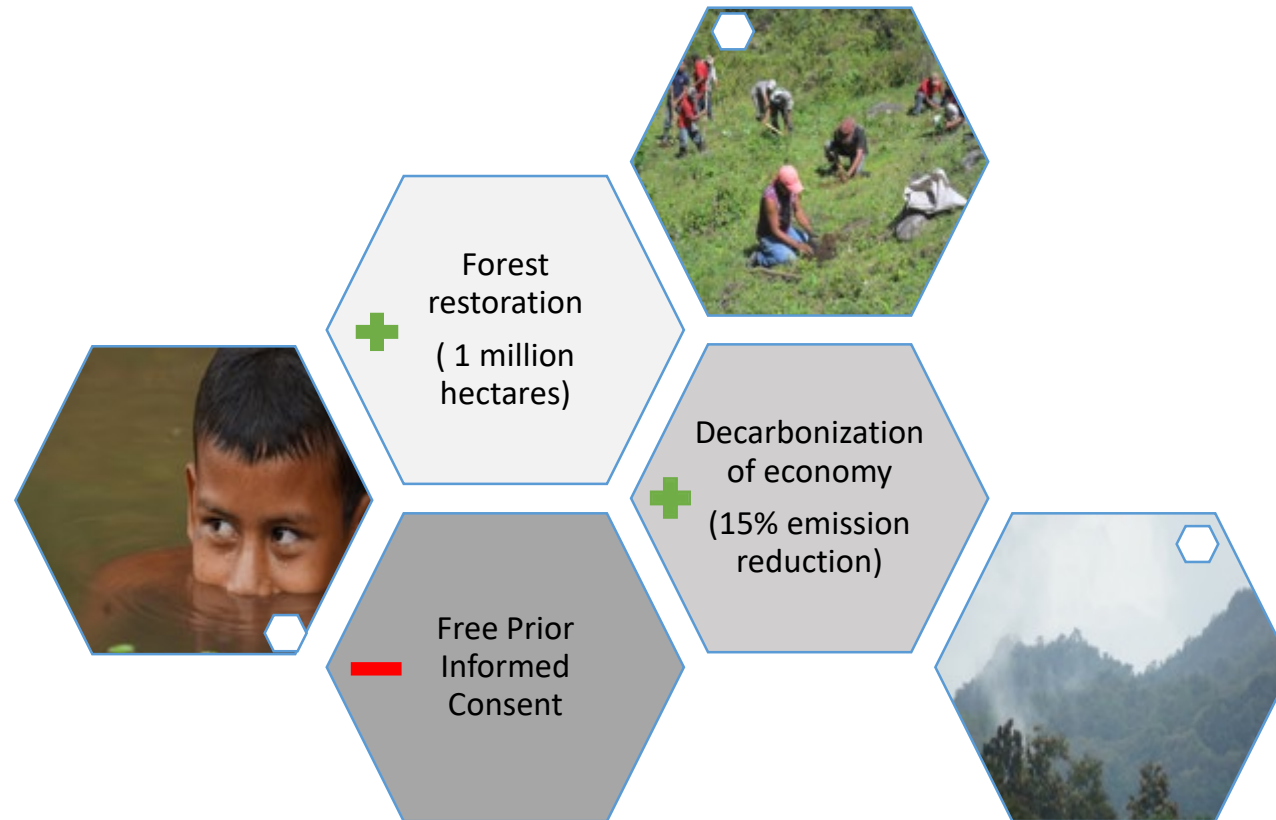 Forest
restoration
( 1 million
hectares)
Decarbonization
of economy
(15% emission
reduction)
Free Prior
Informed
Consent